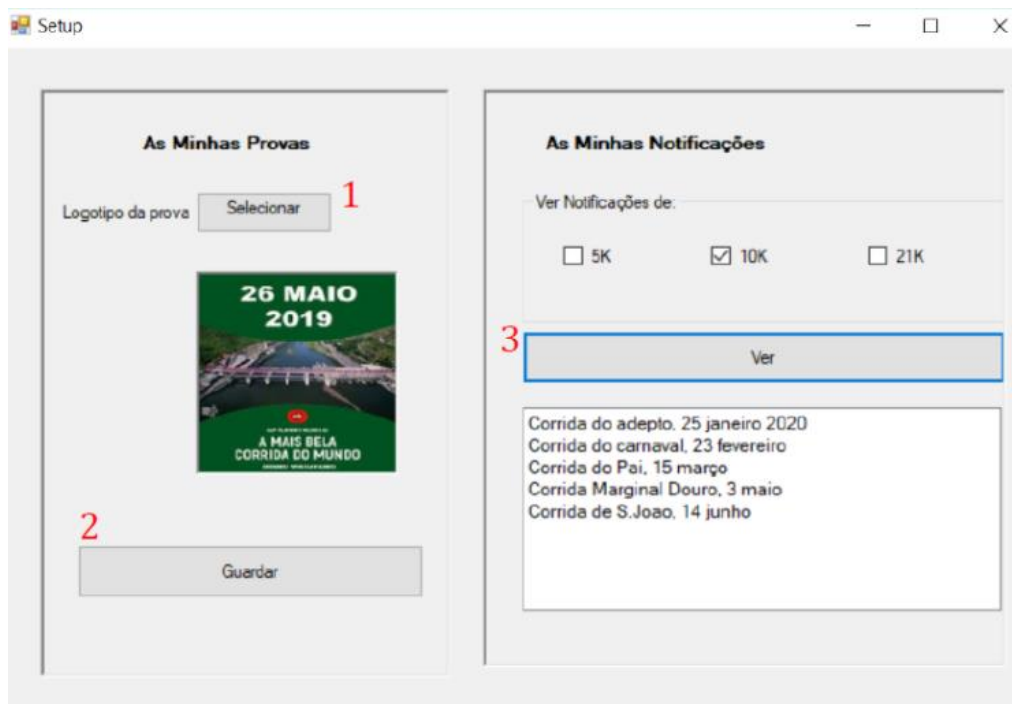 Setup
As Minhas Provas
Logotipo da prova
Selecionar
1
26 MAIO
2019
A MAIS BELA
CORRIDA DO MUNDO
2
Guardar
As Minhas Notificações
Ver Notificações de:
5K
10K
21K
3
Ver
Corrida do adepto, 25 janeiro 2020
Corrida do carnaval, 23 fevereiro
Corrida do Pai, 15 março
Corrida Marginal Douro, 3 maio
Corrida de S.Joao, 14 junho